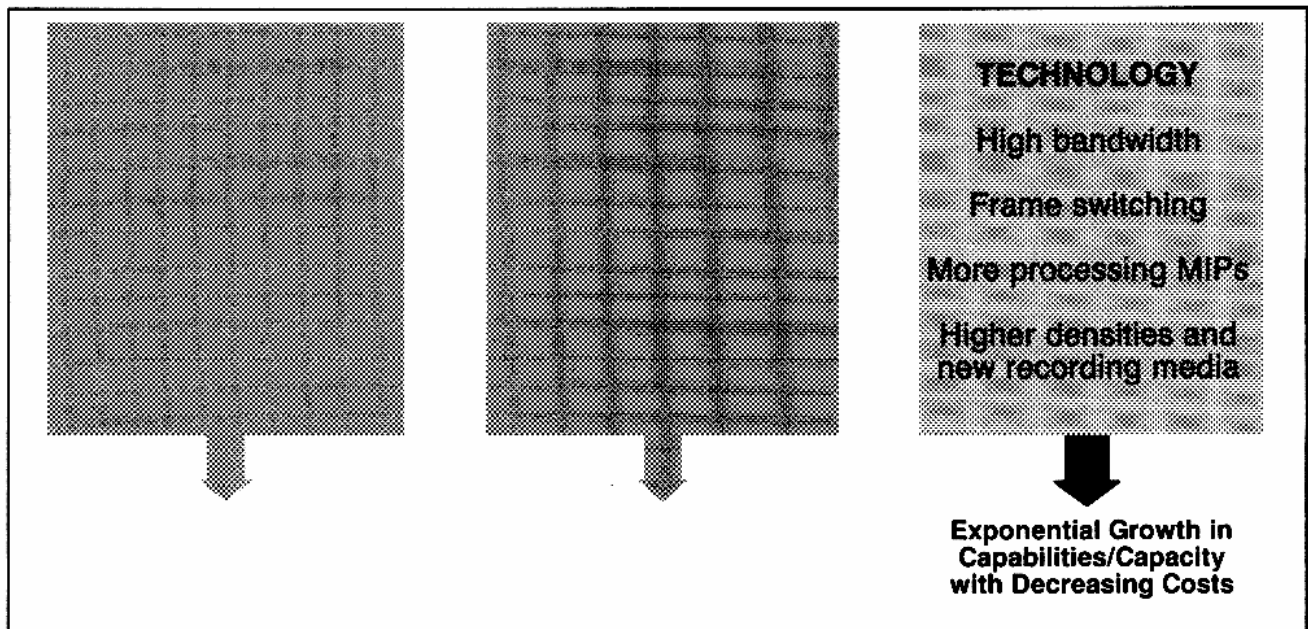 TECHNOLOGY
High bandwidth
Frame switching
More processing MIPs
Higher densities and
new recording media
Exponential Growth in
Capabilities/Capacity
with Decreasing Costs